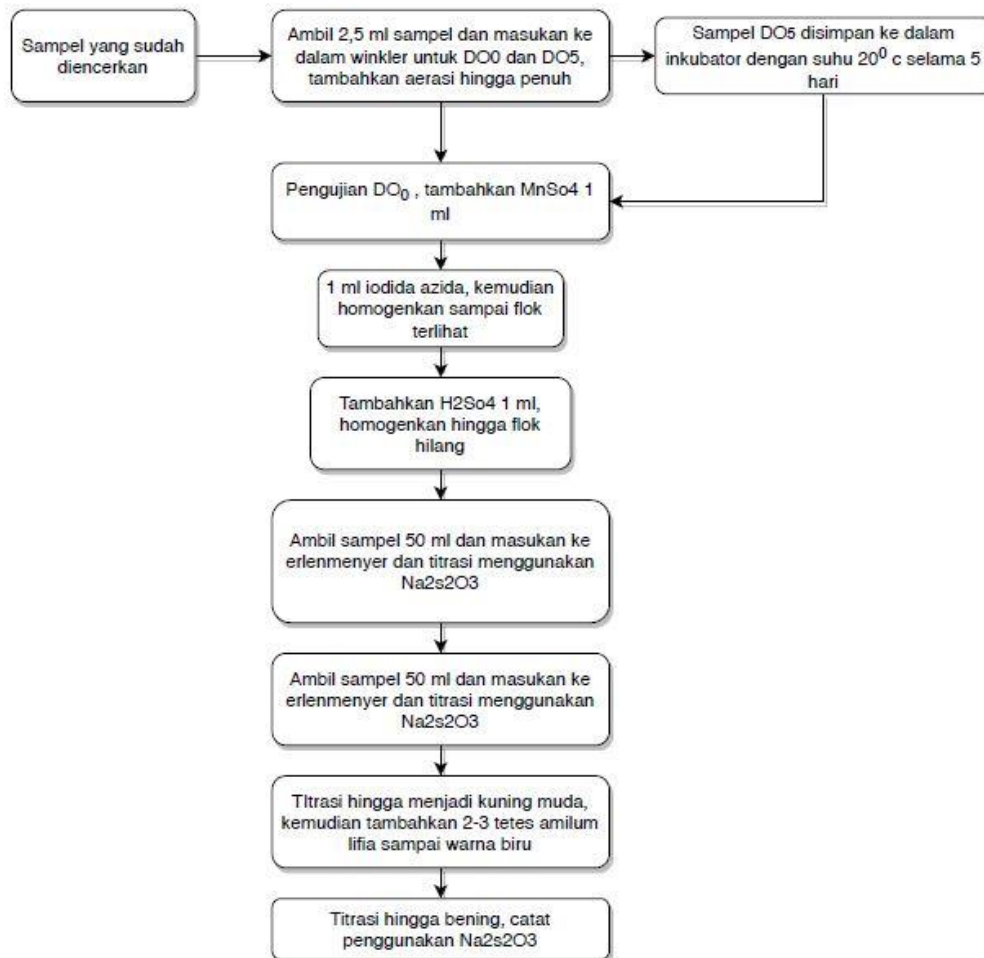 Sampel yang sudah
diencerkan
Ambil 2,5 ml sampel dan masukan ke
dalam winkler untuk DO0 dan DO5,
tambahkan aerasi hingga penuh
Sampel DO5 disimpan ke dalam
inkubator dengan suhu 20⁰ c selama 5
hari
Pengujian DO₀ , tambahkan MnSo4 1
ml
1 ml iodida azida, kemudian
homogenkan sampai flok
terlihat
Tambahkan H2So4 1 ml,
homogenkan hingga flok
hilang
Ambil sampel 50 ml dan masukan ke
erlenmenyer dan titrasi menggunakan
Na2s2O3
Ambil sampel 50 ml dan masukan ke
erlenmenyer dan titrasi menggunakan
Na2s2O3
TItrasi hingga menjadi kuning muda,
kemudian tambahkan 2-3 tetes amilum
lifia sampai warna biru
Titrasi hingga bening, catat
penggunakan Na2s2O3